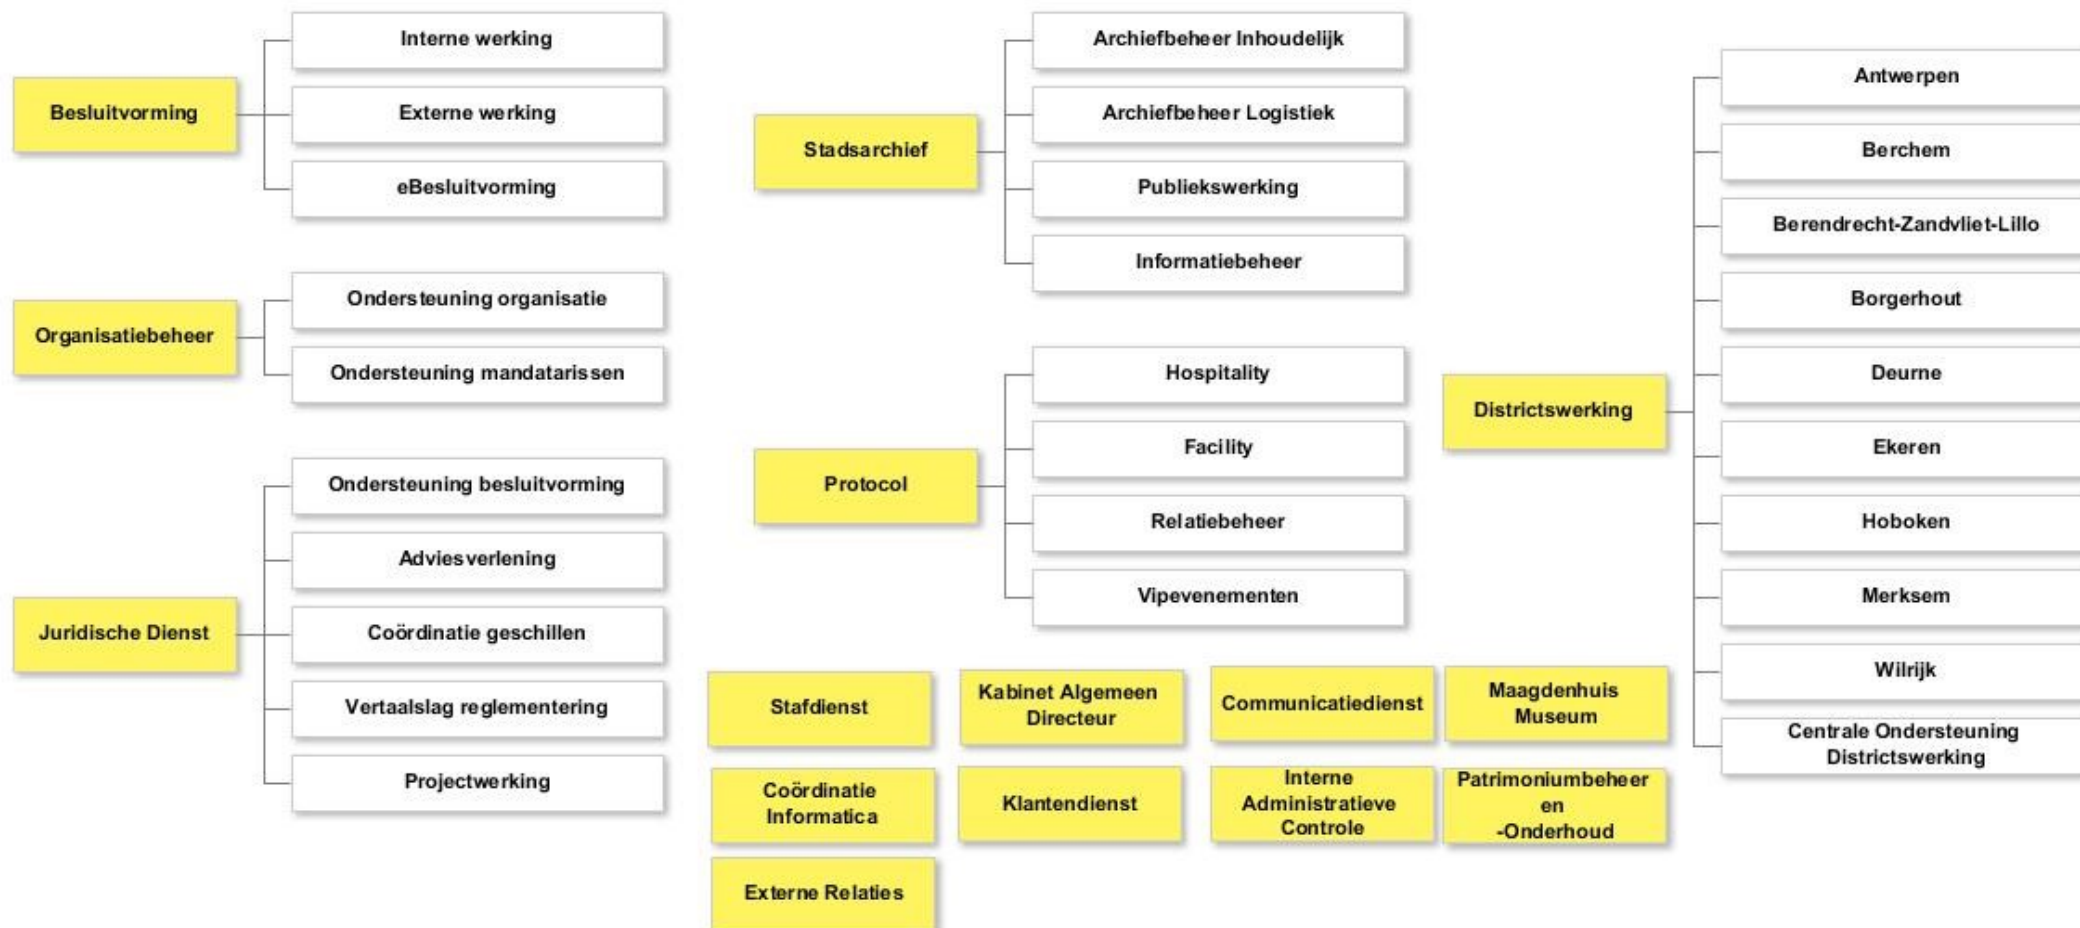 Besluitvorming
Interne werking
Externe werking
eBesluitvorming
Organisatiebeheer
Ondersteuning organisatie
Ondersteuning mandatarissen
Juridische Dienst
Ondersteuning besluitvorming
Adviesverlening
Coördinatie geschillen
Vertaalslag reglementering
Projectwerking
Stadsarchief
Archiefbeheer Inhoudelijk
Archiefbeheer Logistiek
Publiekswerking
Informatiebeheer
Protocol
Hospitality
Facility
Relatiebeheer
Vipevenementen
Districtswerking
Antwerpen
Berchem
Berendrecht-Zandvliet-Lillo
Borgerhout
Deurne
Ekeren
Hoboken
Merksem
Wilrijk
Centrale Ondersteuning
Districtswerking
Stafdienst
Kabinet Algemeen
Directeur
Communicatiedienst
Maagdenhuis
Museum
Coördinatie
Informatica
Klantendienst
Interne
Administratieve
Controle
Patrimoniumbeheer
en
-Onderhoud
Externe Relaties